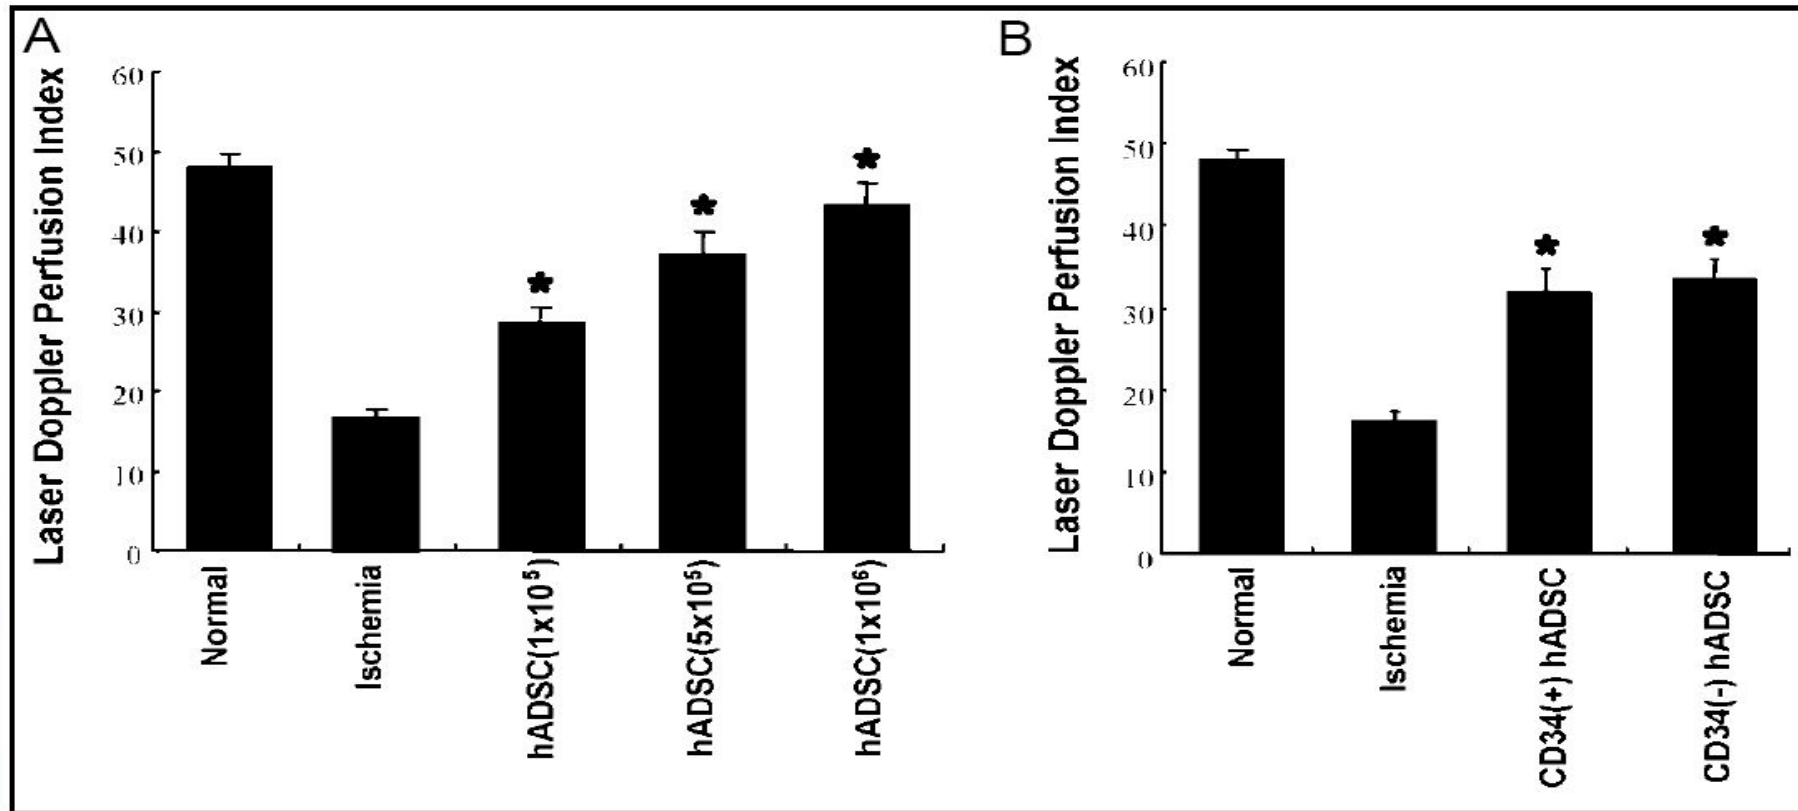 A
Laser Doppler Perfusion Index
60
50
40
30
20
10
0
Normal
Ischemia
hADSC(1x10⁵)
hADSC(5x10⁵)
hADSC(1x10⁶)
B
Laser Doppler Perfusion Index
60
50
40
30
20
10
0
Normal
Ischemia
CD34(+) hADSC
CD34(-) hADSC